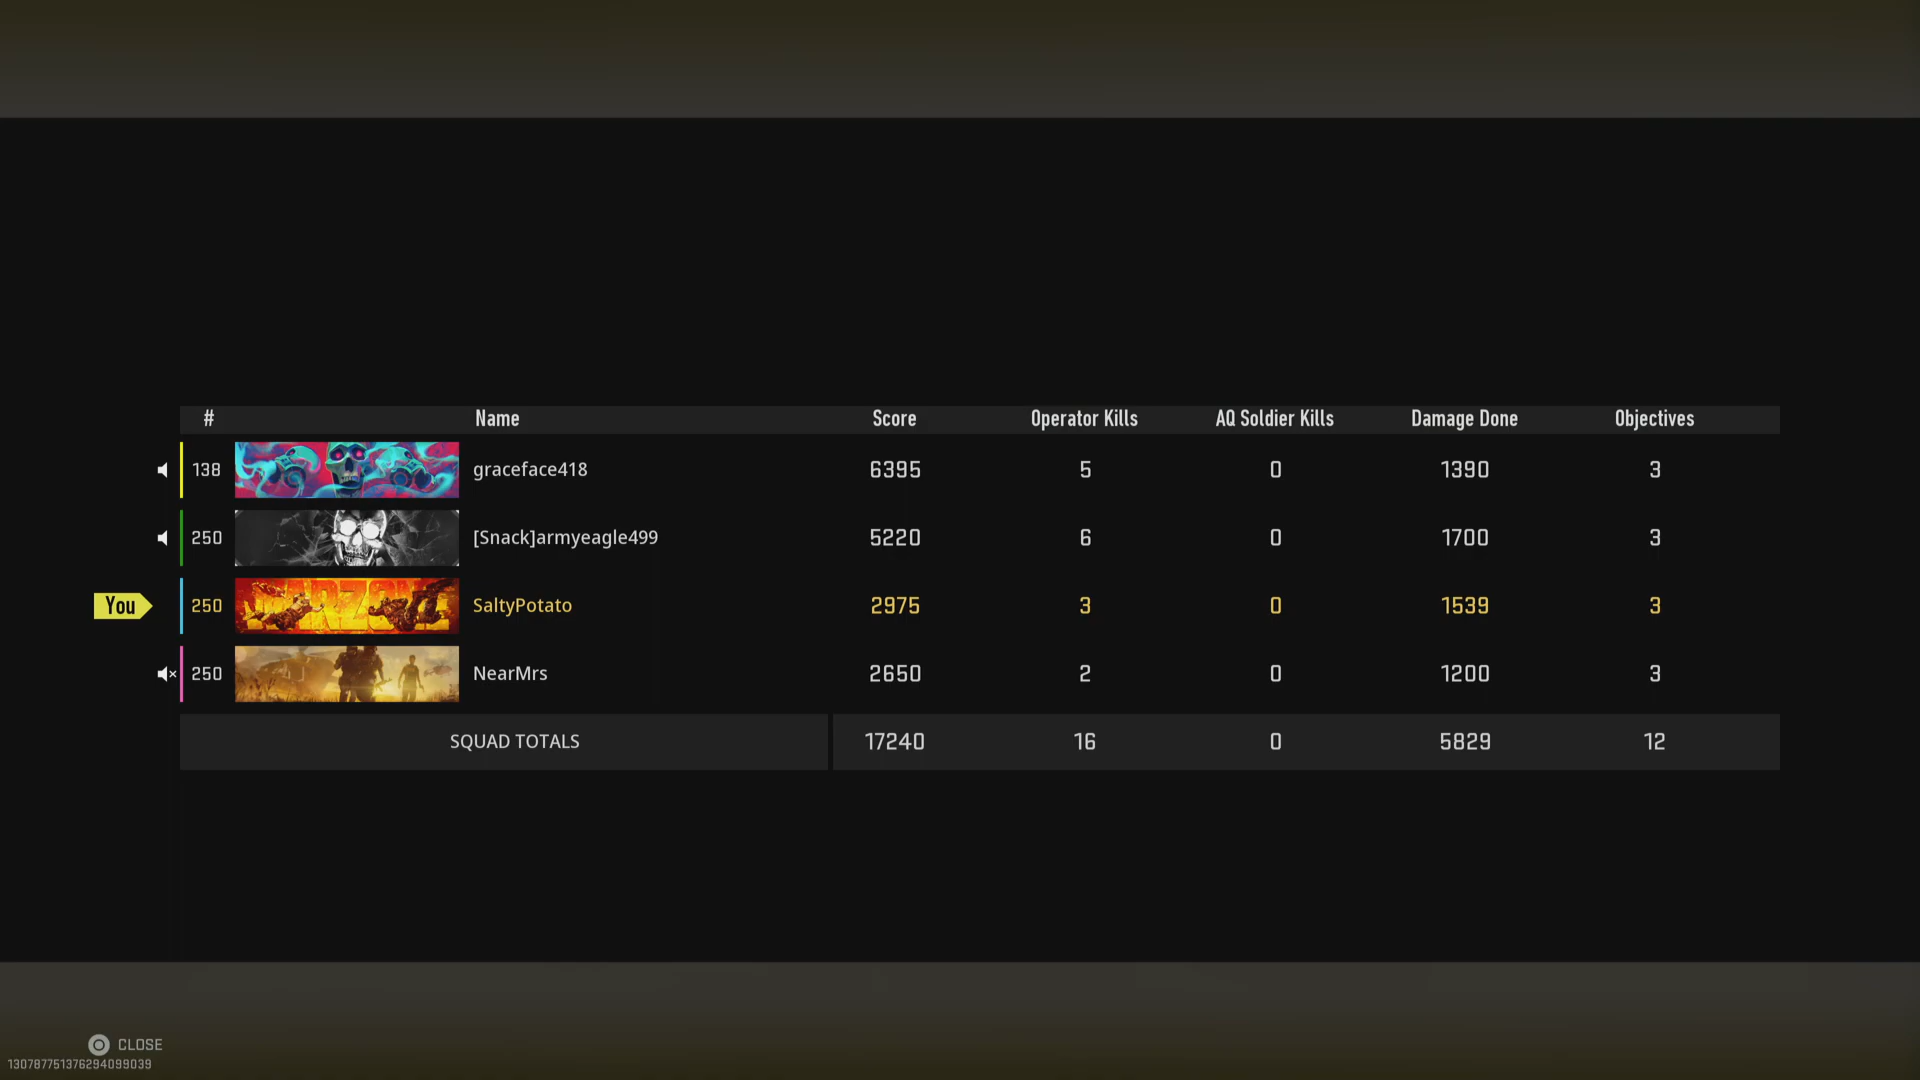 # Name Score Operator Kills AQ Soldier Kills Damage Done Objectives
138 graceface418 6395 5 0 1390 3
250 [Snack]armyeagle499 5220 6 0 1700 3
You 250 SaltyPotato 2975 3 0 1539 3
250 NearMrs 2650 2 0 1200 3
SQUAD TOTALS 17240 16 0 5829 12
CLOSE
130787751376294099039